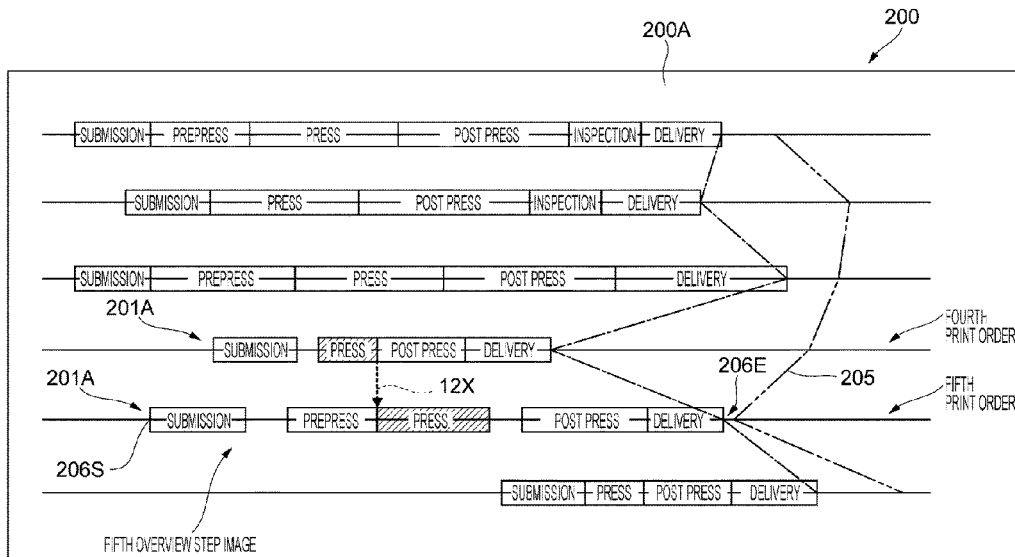 200
200A
SUBMISSION PREPRESS PRESS POST PRESS INSPECTION DELIVERY
SUBMISSION PRESS POST PRESS INSPECTION DELIVERY
SUBMISSION PREPRESS PRESS POST PRESS DELIVERY
201A
SUBMISSION PRESS POST PRESS DELIVERY
FOURTH
PRINT ORDER
12X
206E
205
201A
SUBMISSION PREPRESS PRESS POST PRESS DELIVERY
FIFTH
PRINT ORDER
206S
SUBMISSION PRESS POST PRESS DELIVERY
FIFTH OVERVIEW STEP IMAGE